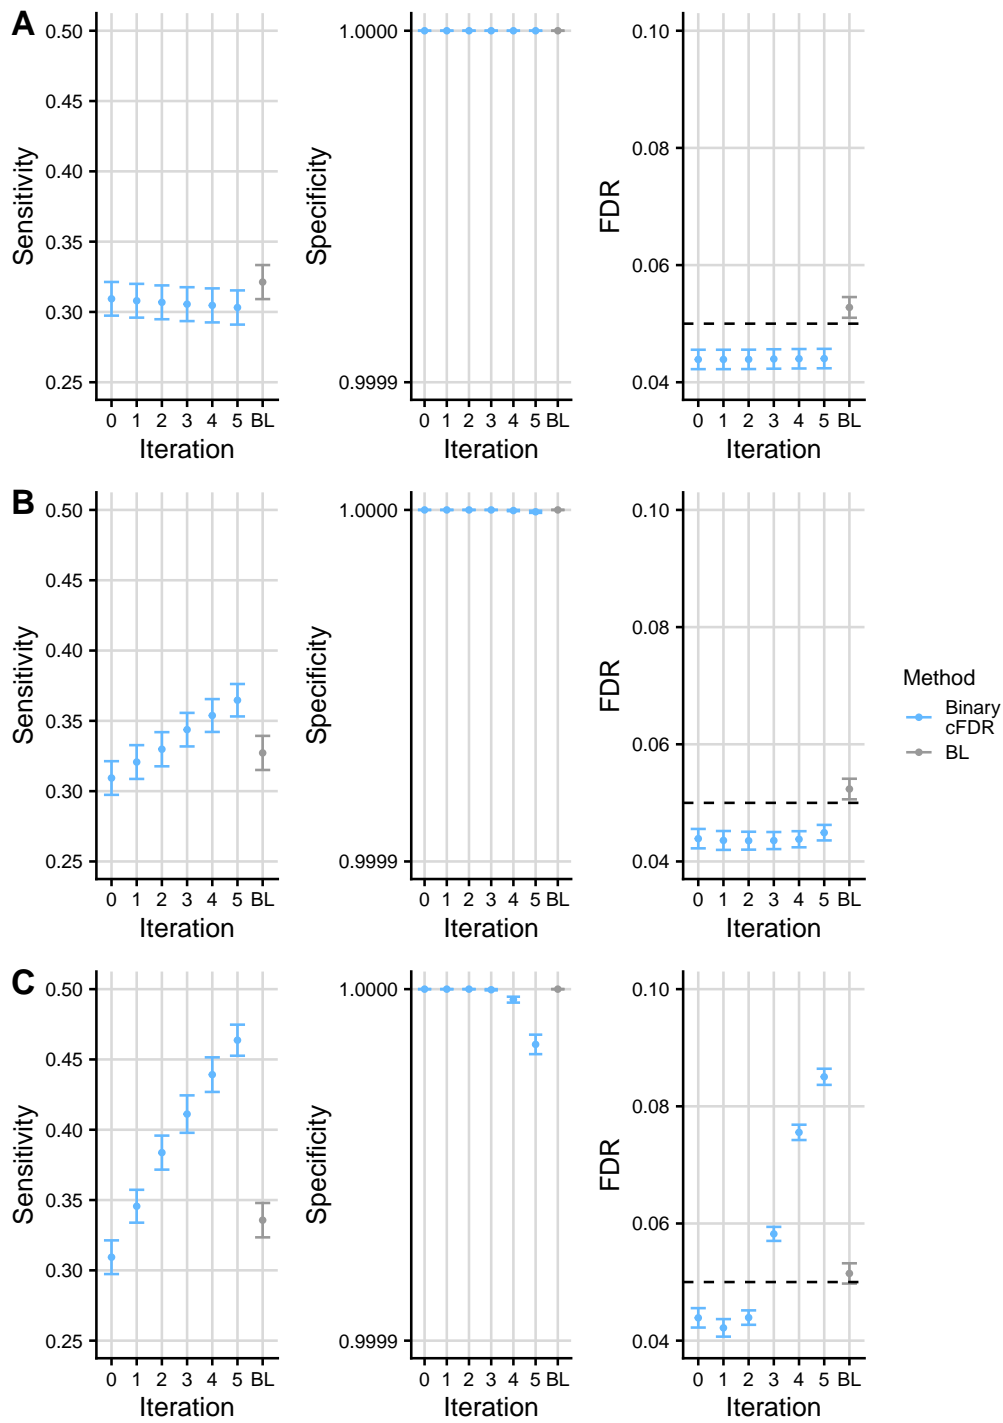 A
0.50
0.45
0.40
0.35
0.30
0.25
Sensitivity
0 1 2 3 4 5 BL
Iteration
1.0000
0.9999
Specificity
0 1 2 3 4 5 BL
Iteration
0.10
0.08
0.06
0.04
FDR
0 1 2 3 4 5 BL
Iteration
B
0.50
0.45
0.40
0.35
0.30
0.25
Sensitivity
0 1 2 3 4 5 BL
Iteration
1.0000
0.9999
Specificity
0 1 2 3 4 5 BL
Iteration
0.10
0.08
0.06
0.04
FDR
0 1 2 3 4 5 BL
Iteration
Method
Binary
cFDR
BL
C
0.50
0.45
0.40
0.35
0.30
0.25
Sensitivity
0 1 2 3 4 5 BL
Iteration
1.0000
0.9999
Specificity
0 1 2 3 4 5 BL
Iteration
0.10
0.08
0.06
0.04
FDR
0 1 2 3 4 5 BL
Iteration